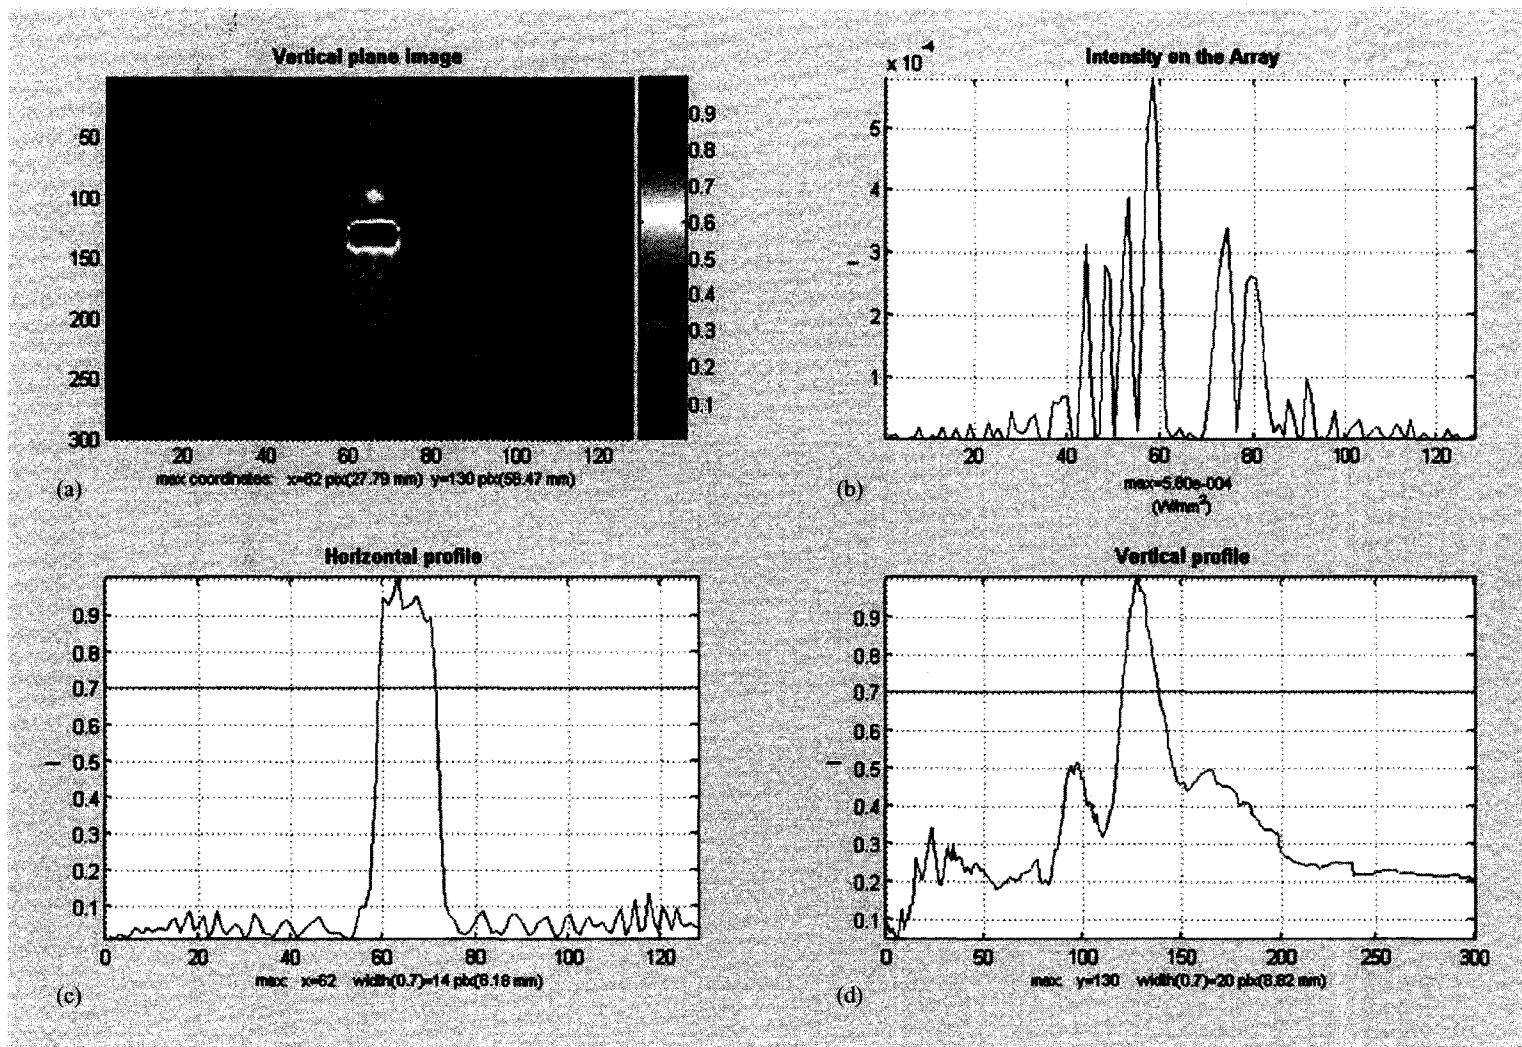 Vertical plane image
50
100
150
200
250
300
20 40 60 80 100 120
0.9
0.8
0.7
0.6
0.5
0.4
0.3
0.2
0.1
max coordinates: x=62 pix(27.79 mm) y=130 pix(56.47 mm)
(a)
x 10^-4
Intensity on the Array
5
4
3
2
1
I
20 40 60 80 100 120
max=5.80e-004
(W/mm^2)
(b)
Horizontal profile
0.9
0.8
0.7
0.6
0.5
0.4
0.3
0.2
0.1
I
0 20 40 60 80 100 120
max: x=62 width(0.7)=14 pix(6.18 mm)
(c)
Vertical profile
0.9
0.8
0.7
0.6
0.5
0.4
0.3
0.2
0.1
I
0 50 100 150 200 250 300
max: y=130 width(0.7)=20 pix(8.82 mm)
(d)